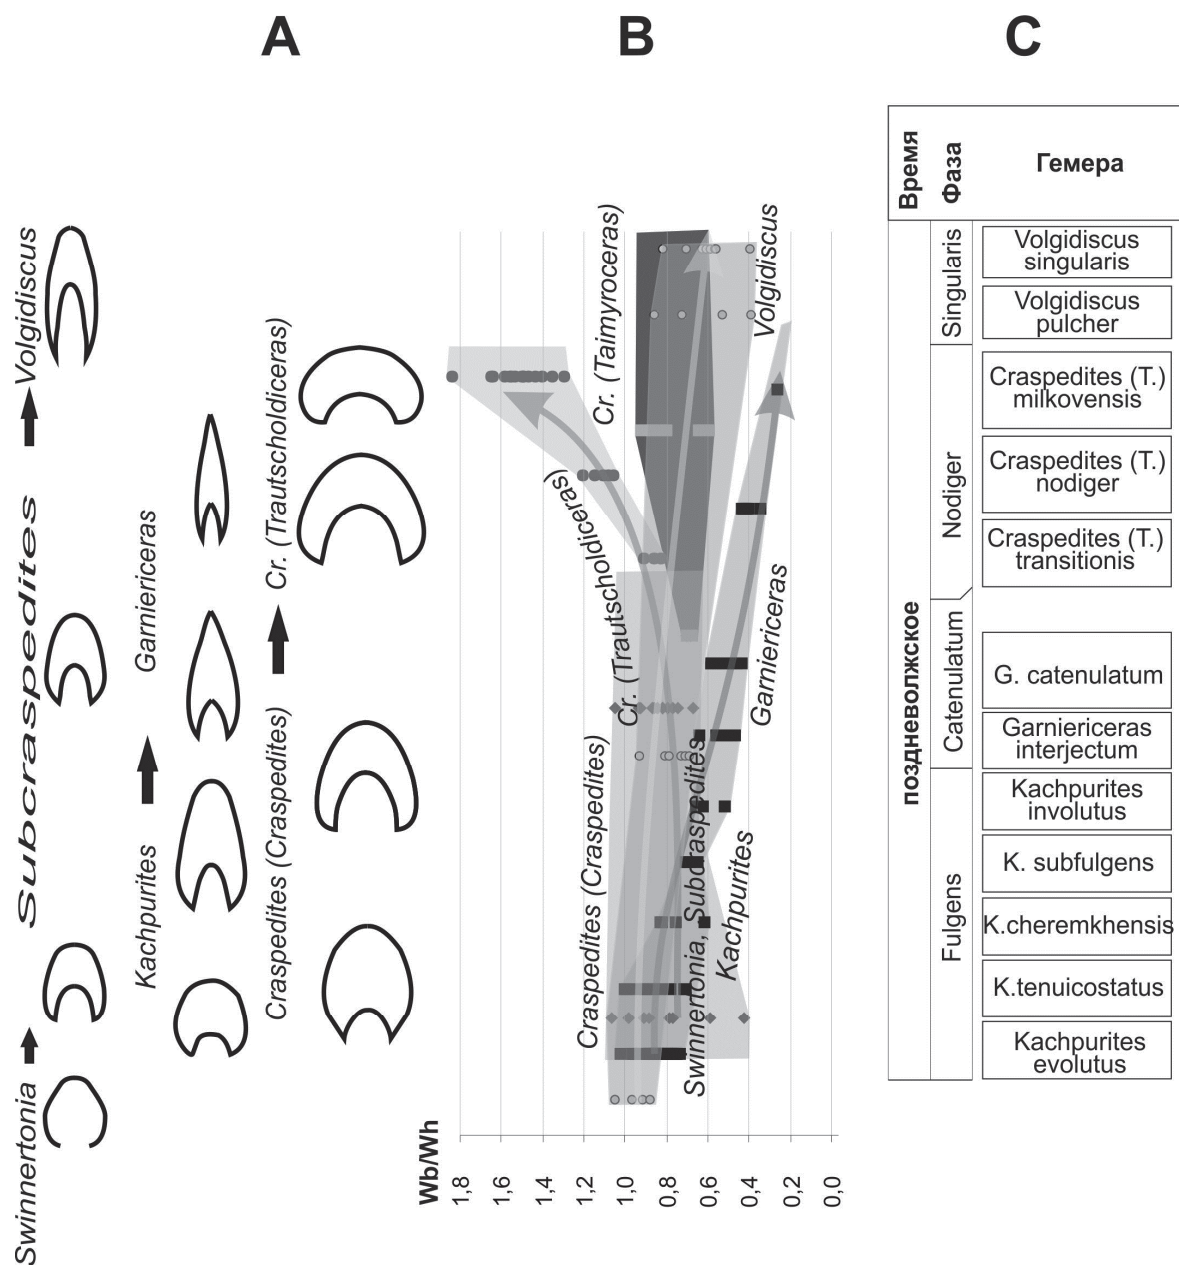 A
B
C
Swinnertonia
Subcraspedites
Volgidiscus
Kachpurites
Garniericeras
Craspedites (Craspedites)
Cr. (Trautscholdiceras)
Wb/Wh
1,8
1,6
1,4
1,2
1,0
0,8
0,6
0,4
0,2
0,0
Craspedites (Craspedites)
Cr. (Trautscholdiceras)
Cr. (Taimyroceras)
Swinnertonia, Subcraspedites
Volgidiscus
Kachpurites
Garniericeras
Время
Фаза
Гемера
поздневолжское
Singularis
Volgidiscus
singularis
Volgidiscus
pulcher
Nodiger
Craspedites (T.)
milkovensis
Craspedites (T.)
nodiger
Craspedites (T.)
transitionis
Catenulatum
G. catenulatum
Garniericeras
interjectum
Fulgens
Kachpurites
involutus
K. subfulgens
K.cheremkhensis
K.tenuicostatus
Kachpurites
evolutus